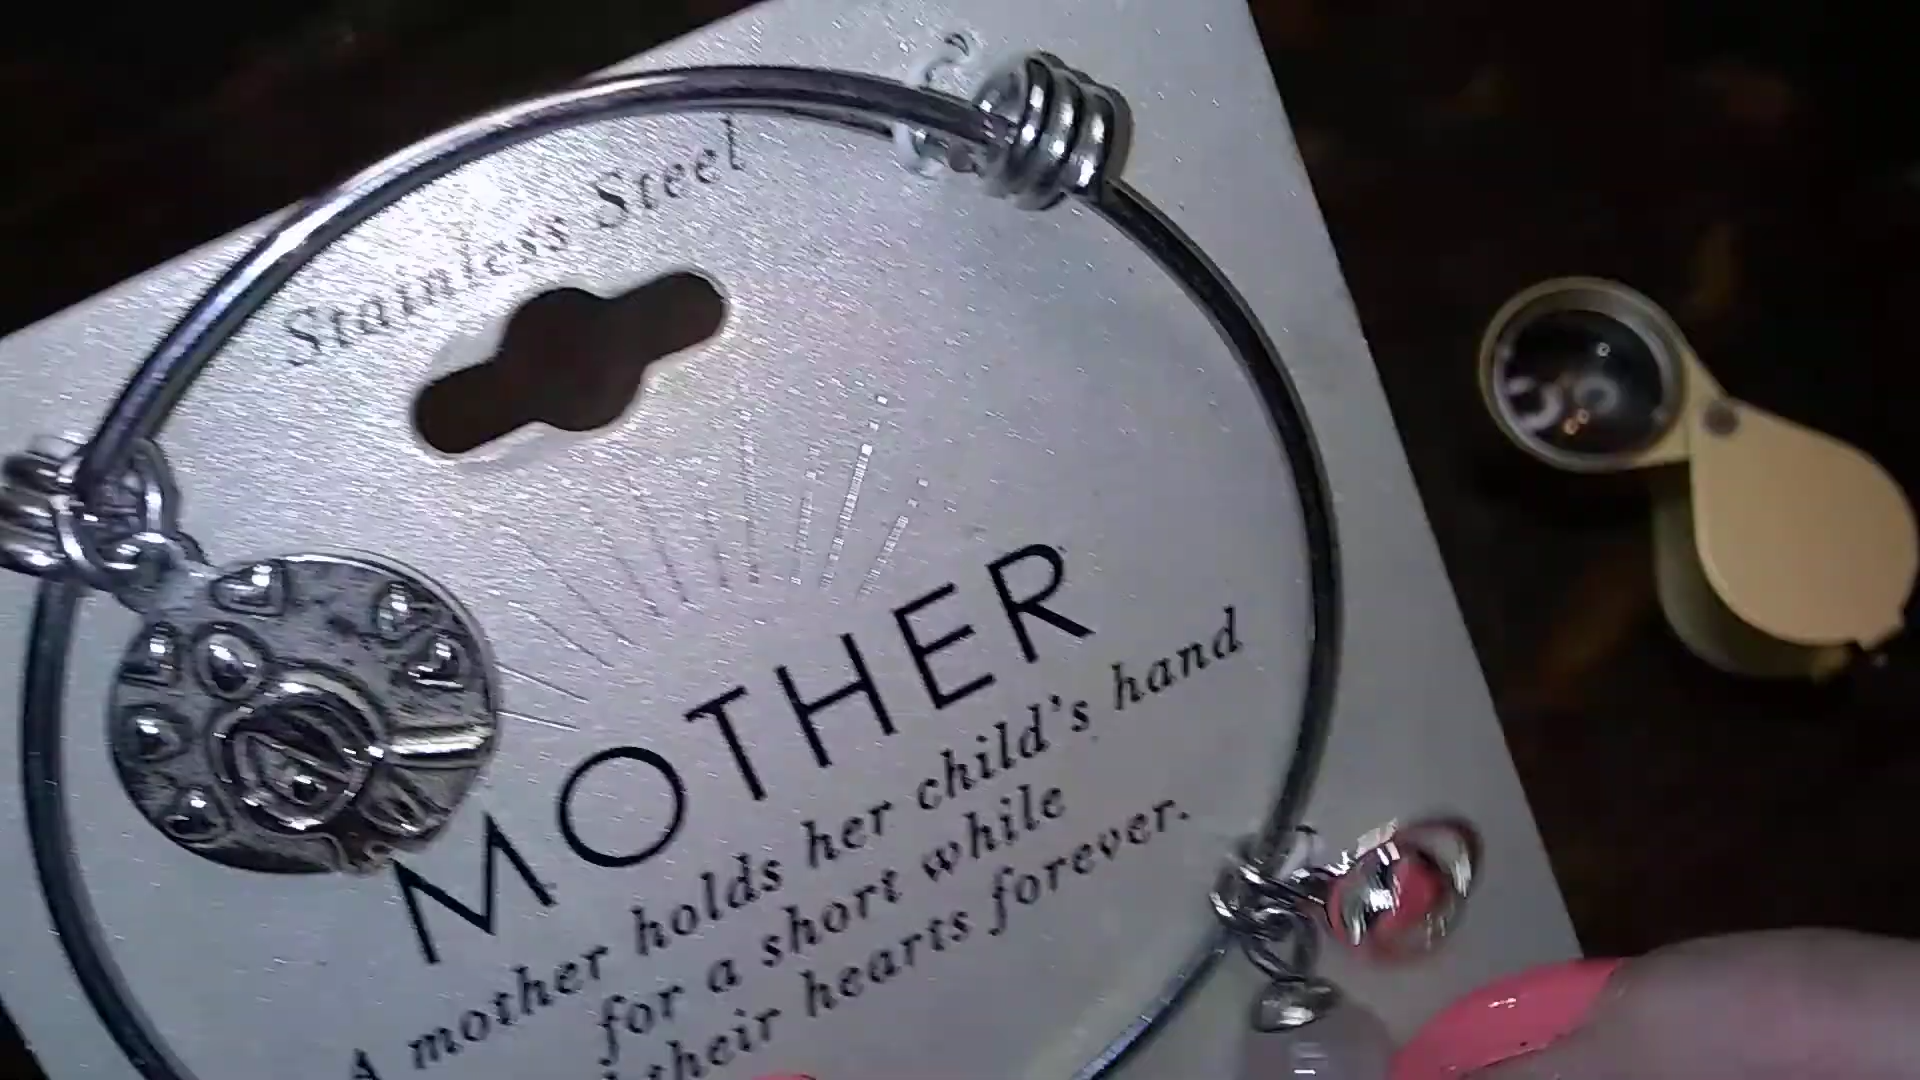 Stainless Steel
MOTHER
A mother holds her child's hand
for a short while
their hearts forever.